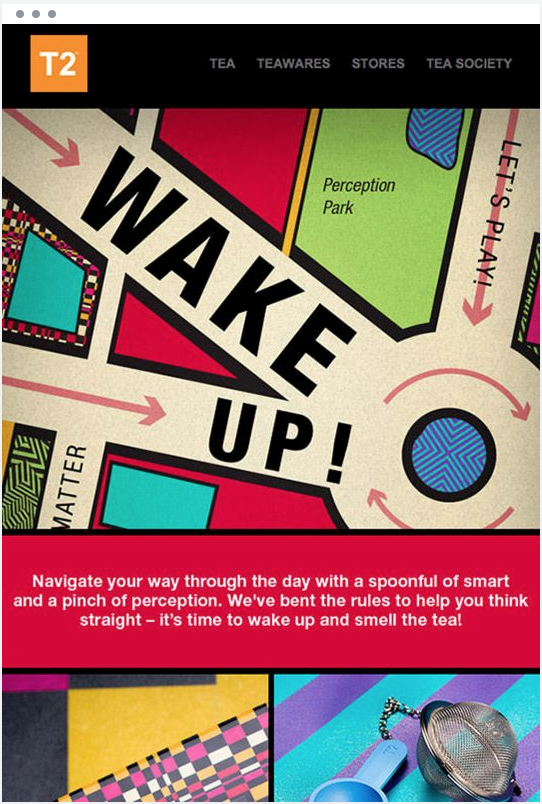 T2
TEA TEAWARES STORES TEA SOCIETY
Perception
Park
LET'S PLAY!
WAKE
UP!
MATTER
Navigate your way through the day with a spoonful of smart
and a pinch of perception. We've bent the rules to help you think
straight – it's time to wake up and smell the tea!